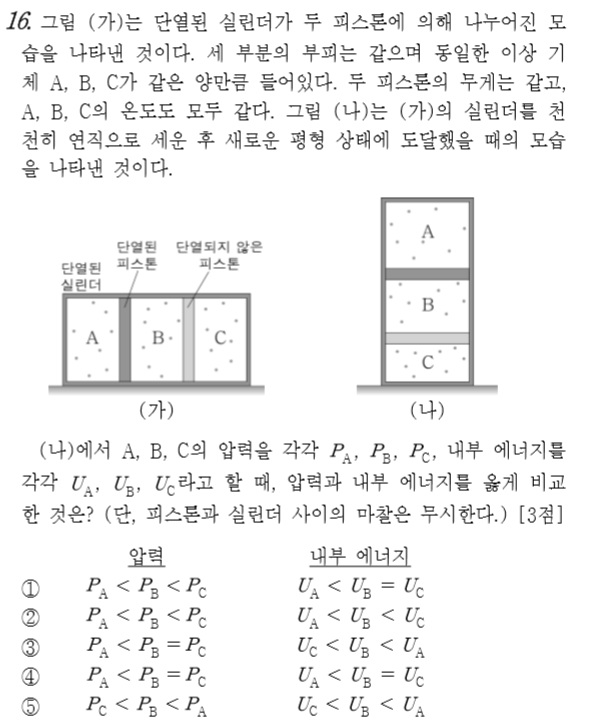 16. 그림 (가)는 단열된 실린더가 두 피스톤에 의해 나누어진 모
습을 나타낸 것이다. 세 부분의 부피는 같으며 동일한 이상 기
체 A, B, C가 같은 양만큼 들어있다. 두 피스톤의 무게는 같고,
A, B, C의 온도도 모두 같다. 그림 (나)는 (가)의 실린더를 천
천히 연직으로 세운 후 새로운 평형 상태에 도달했을 때의 모습
을 나타낸 것이다.
단열된 실린더
단열된 피스톤
단열되지 않은 피스톤
A
B
C
(가)
A
B
C
(나)
(나)에서 A, B, C의 압력을 각각 P_A, P_B, P_C, 내부 에너지를
각각 U_A, U_B, U_C라고 할 때, 압력과 내부 에너지를 옳게 비교
한 것은? (단, 피스톤과 실린더 사이의 마찰은 무시한다.) [3점]
압력 내부 에너지
① P_A < P_B < P_C U_A < U_B = U_C
② P_A < P_B < P_C U_A < U_B < U_C
③ P_A < P_B = P_C U_C < U_B < U_A
④ P_A < P_B = P_C U_A < U_B = U_C
⑤ P_C < P_B < P_A U_C < U_B < U_A